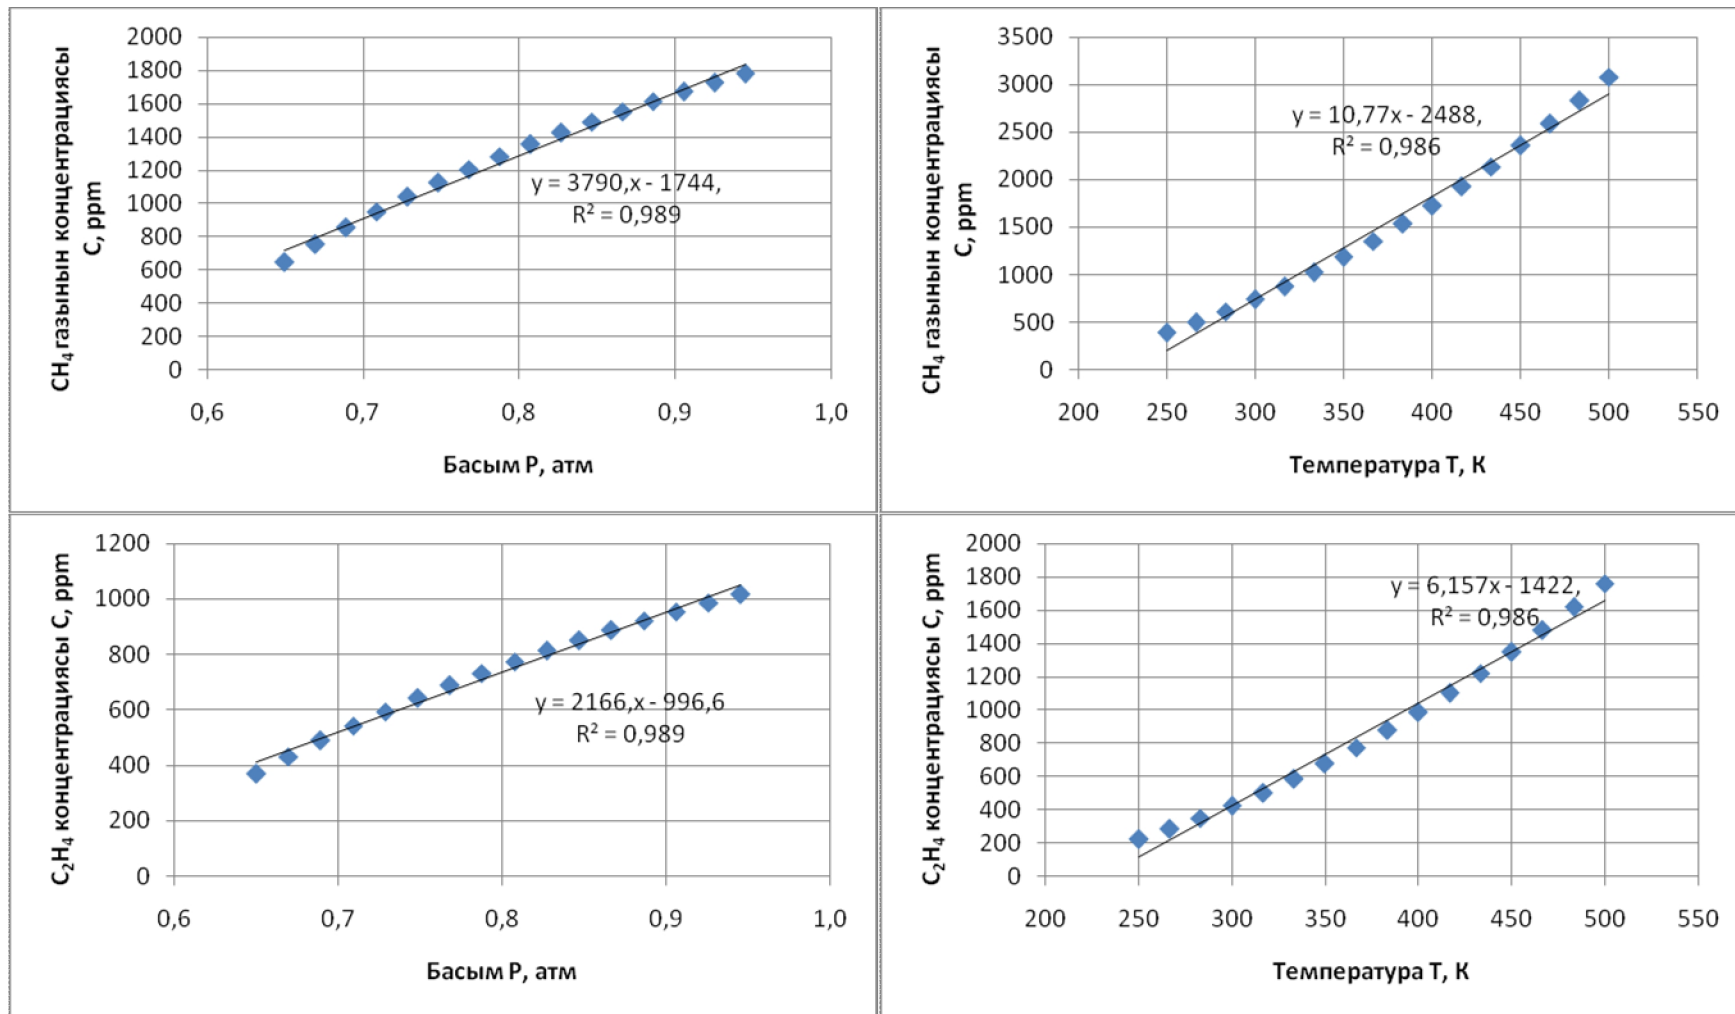 CH₄ газынын концентрациясы
C, ppm
2000
1800
1600
1400
1200
1000
800
600
400
200
0
y = 3790,x - 1744,
R² = 0,989
0,6 0,7 0,8 0,9 1,0
Басым P, атм
CH₄ газынын концентрациясы
C, ppm
3500
3000
2500
2000
1500
1000
500
0
y = 10,77x - 2488,
R² = 0,986
200 250 300 350 400 450 500 550
Температура T, К
C₂H₄ концентрациясы C, ppm
1200
1000
800
600
400
200
0
y = 2166,x - 996,6
R² = 0,989
0,6 0,7 0,8 0,9 1,0
Басым P, атм
C₂H₄ концентрациясы C, ppm
2000
1800
1600
1400
1200
1000
800
600
400
200
0
y = 6,157x - 1422,
R² = 0,986
200 250 300 350 400 450 500 550
Температура T, К